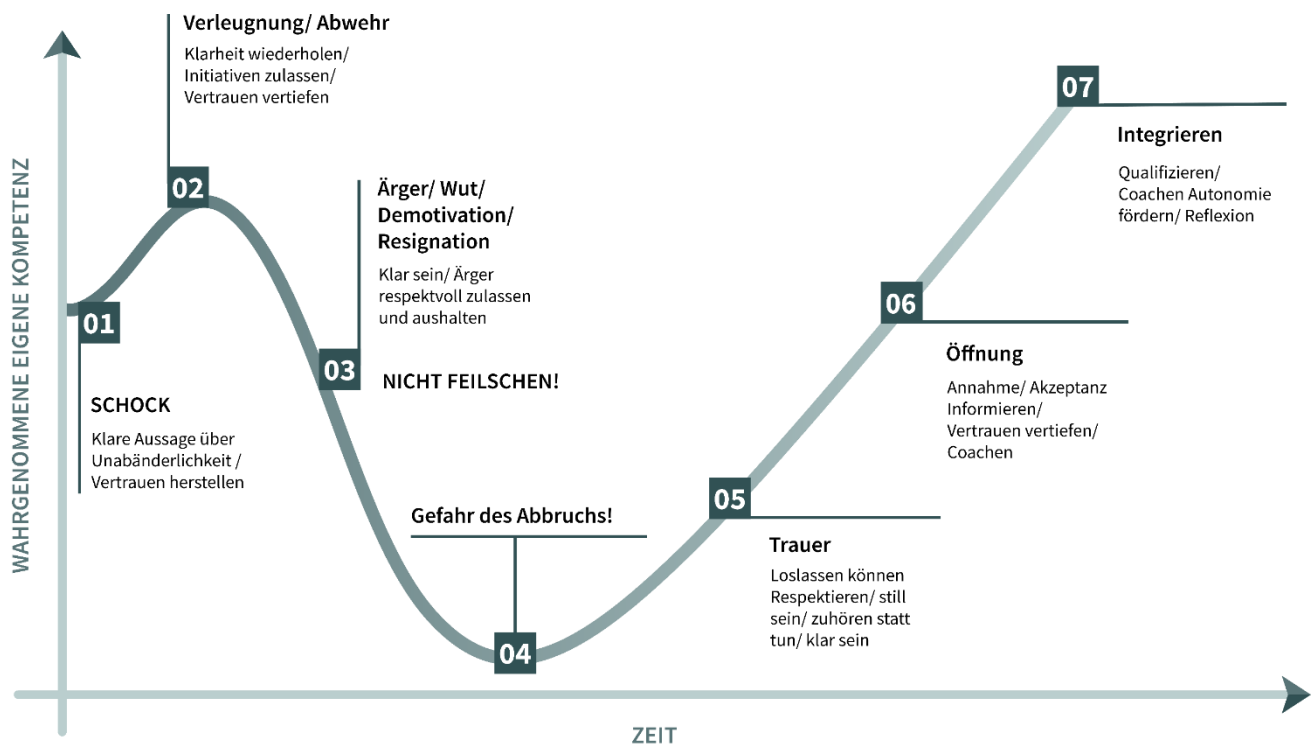 Verleugnung/ Abwehr
Klarheit wiederholen/
Initiativen zulassen/
Vertrauen vertiefen
02
WAHRGENOMMENE EIGENE KOMPETENZ
01
SCHOCK
Klare Aussage über
Unabänderlichkeit /
Vertrauen herstellen
Ärger/ Wut/
Demotivation/
Resignation
Klar sein/ Ärger
respektvoll zulassen
und aushalten
03
NICHT FEILSCHEN!
Gefahr des Abbruchs!
04
05
Trauer
Loslassen können
Respektieren/ still
sein/ zuhören statt
tun/ klar sein
06
Öffnung
Annahme/ Akzeptanz
Informieren/
Vertrauen vertiefen/
Coachen
07
Integrieren
Qualifizieren/
Coachen Autonomie
fördern/ Reflexion
ZEIT